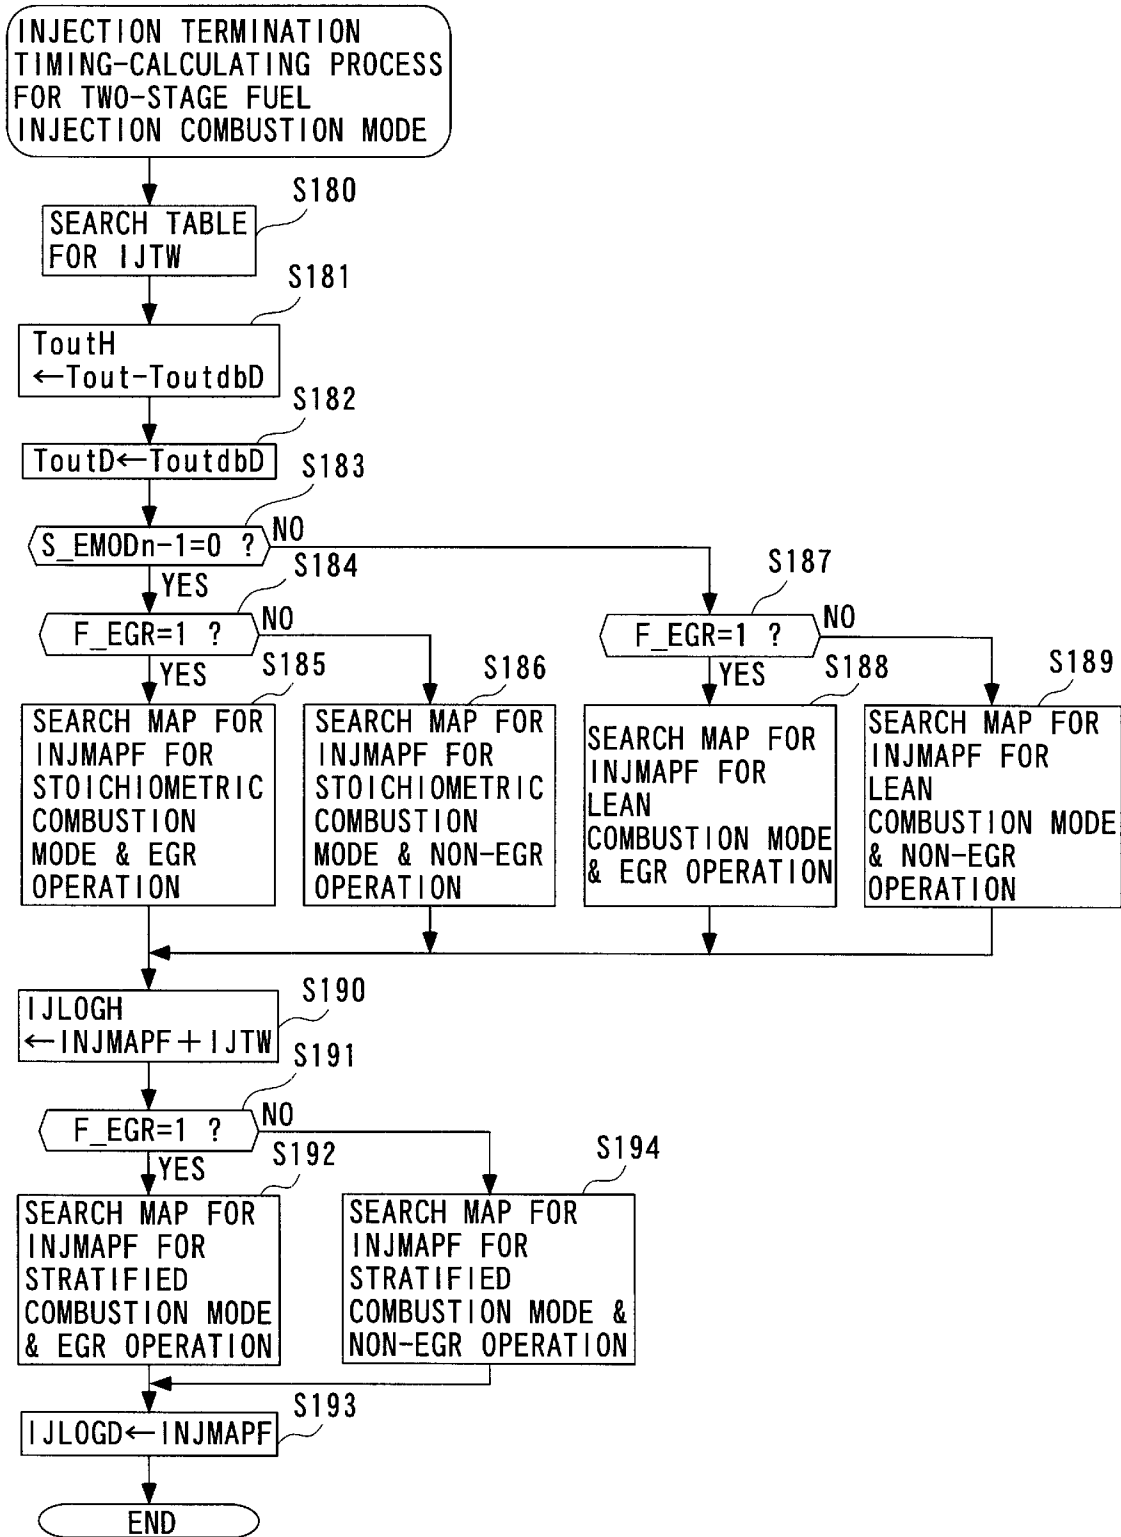 INJECTION TERMINATION
TIMING-CALCULATING PROCESS
FOR TWO-STAGE FUEL
INJECTION COMBUSTION MODE
S180
SEARCH TABLE
FOR IJTW
S181
ToutH
←Tout-ToutdbD
S182
ToutD←ToutdbD
S183
S_EMODn-1=0 ?
NO
YES
S184
F_EGR=1 ?
NO
YES
S187
F_EGR=1 ?
NO
YES
S185
SEARCH MAP FOR
INJMAPF FOR
STOICHIOMETRIC
COMBUSTION
MODE & EGR
OPERATION
S186
SEARCH MAP FOR
INJMAPF FOR
STOICHIOMETRIC
COMBUSTION
MODE & NON-EGR
OPERATION
S188
SEARCH MAP FOR
INJMAPF FOR
LEAN
COMBUSTION MODE
& EGR OPERATION
S189
SEARCH MAP FOR
INJMAPF FOR
LEAN
COMBUSTION MODE
& NON-EGR
OPERATION
S190
IJLOGH
←INJMAPF+IJTW
S191
F_EGR=1 ?
NO
YES
S192
SEARCH MAP FOR
INJMAPF FOR
STRATIFIED
COMBUSTION MODE
& EGR OPERATION
S194
SEARCH MAP FOR
INJMAPF FOR
STRATIFIED
COMBUSTION MODE &
NON-EGR OPERATION
S193
IJLOGD←INJMAPF
END